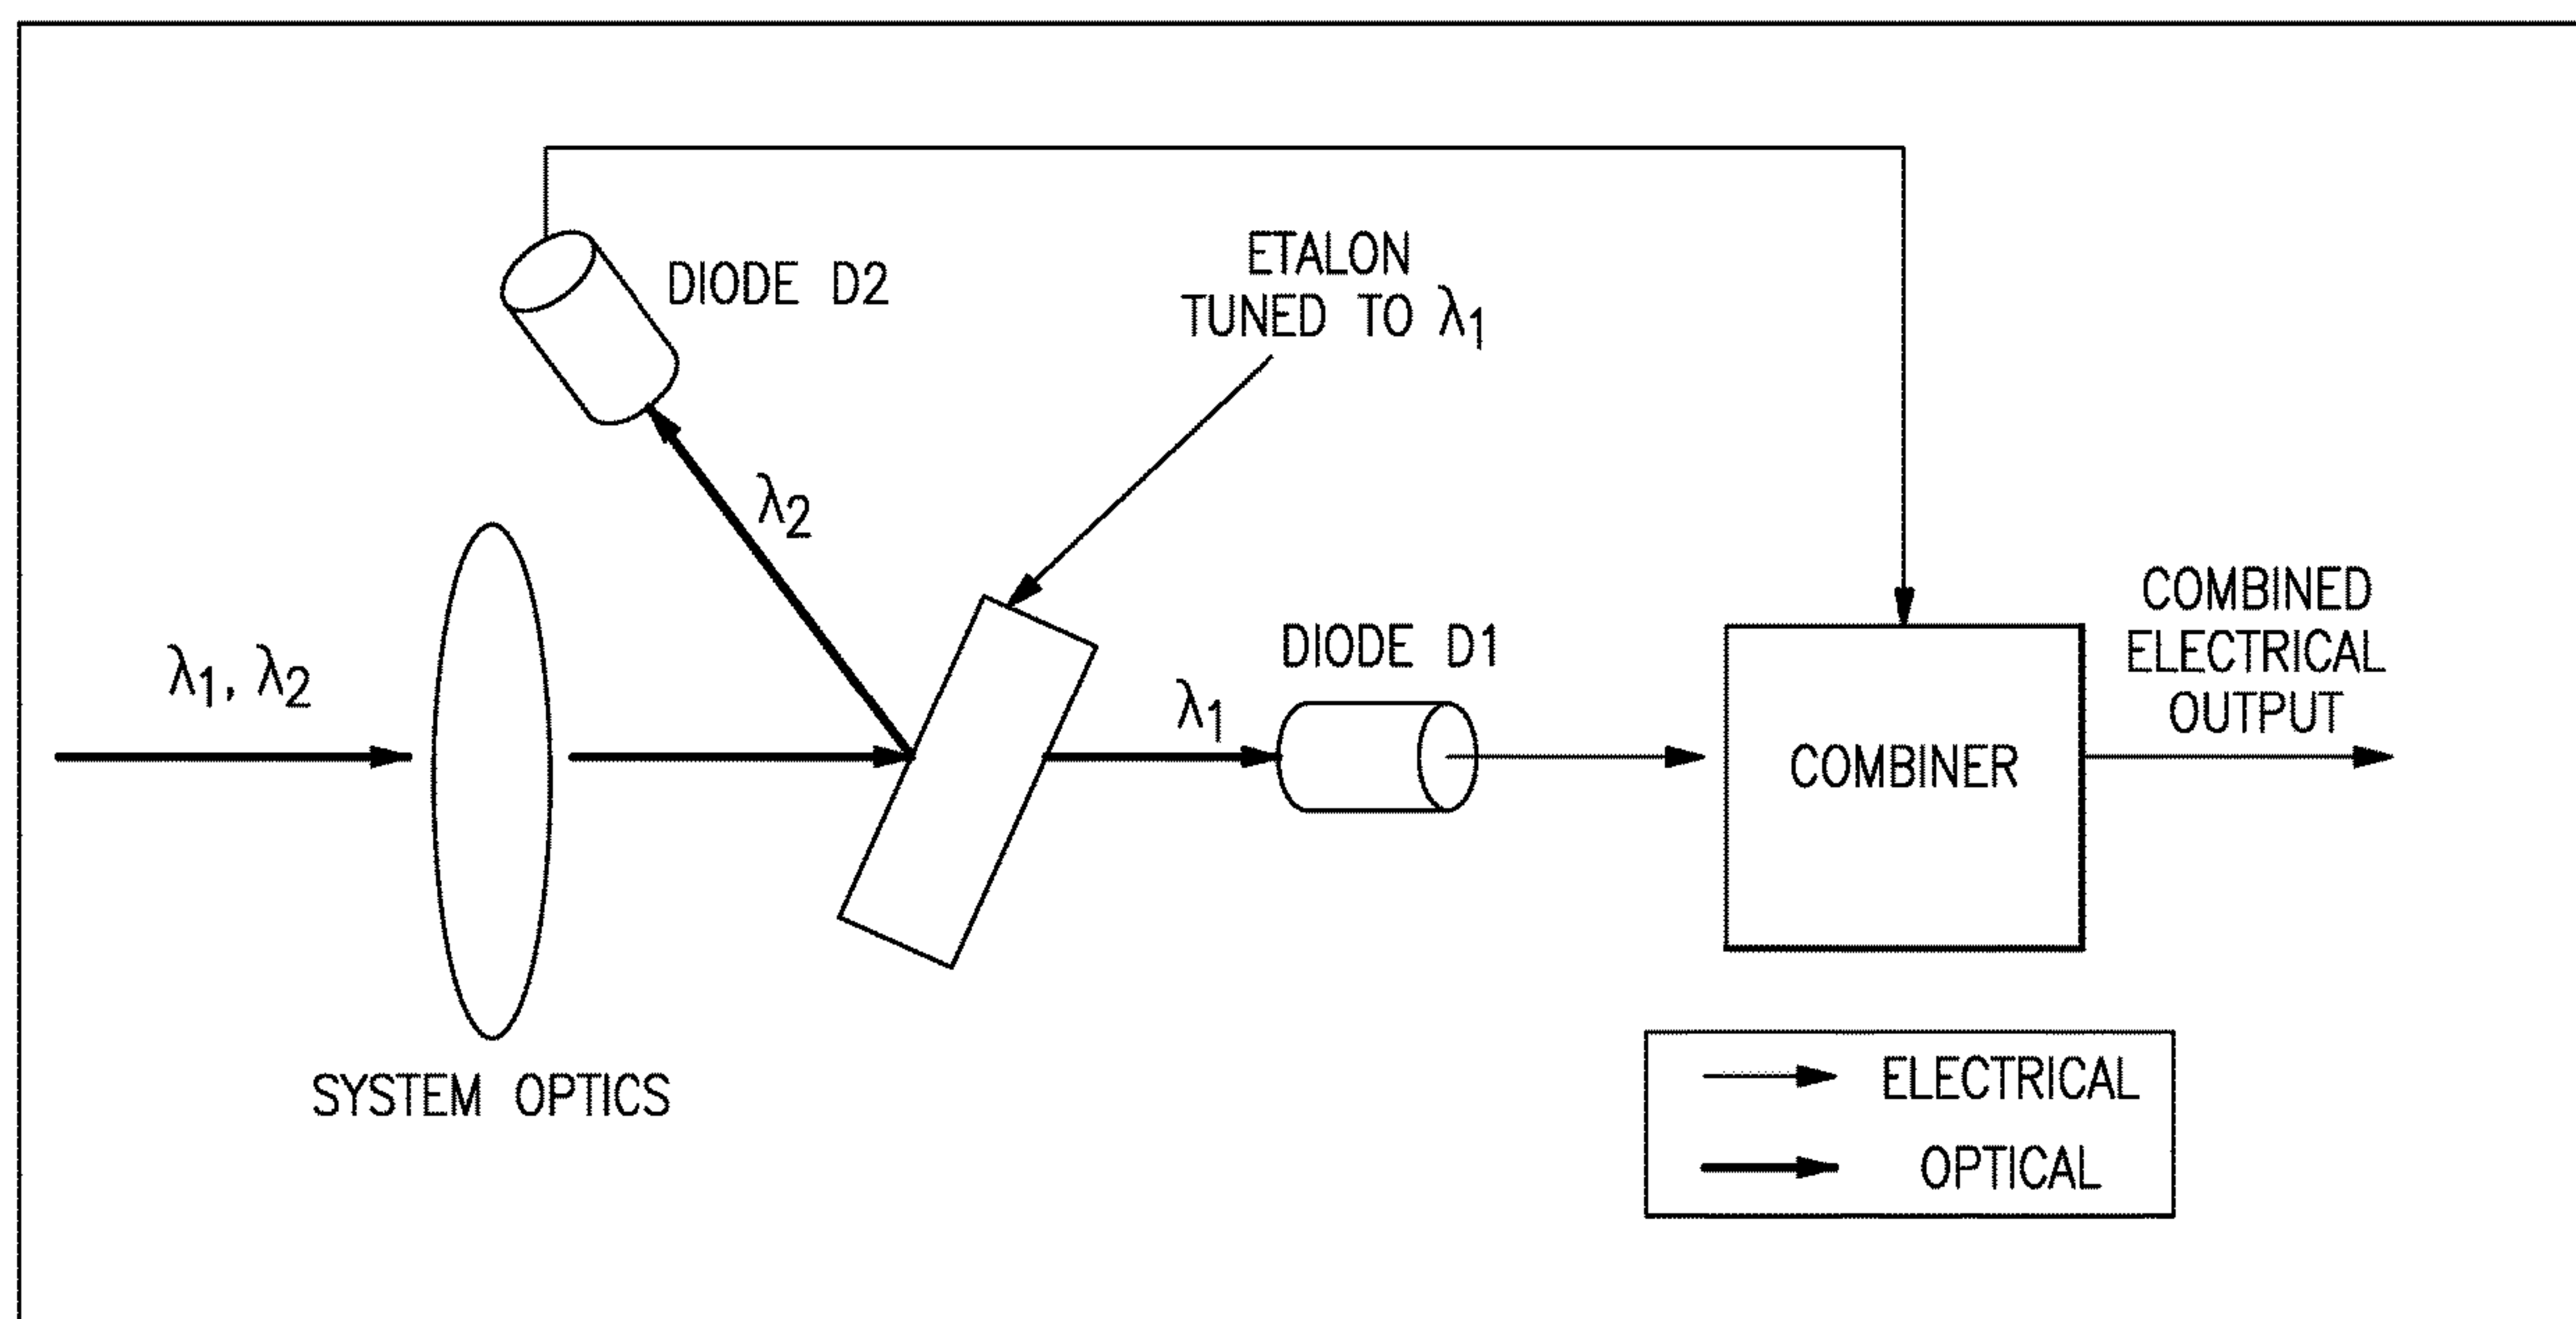 DIODE D2
ETALON
TUNED TO λ1
λ2
λ1, λ2
DIODE D1
λ1
COMBINER
COMBINED
ELECTRICAL
OUTPUT
SYSTEM OPTICS
ELECTRICAL
OPTICAL